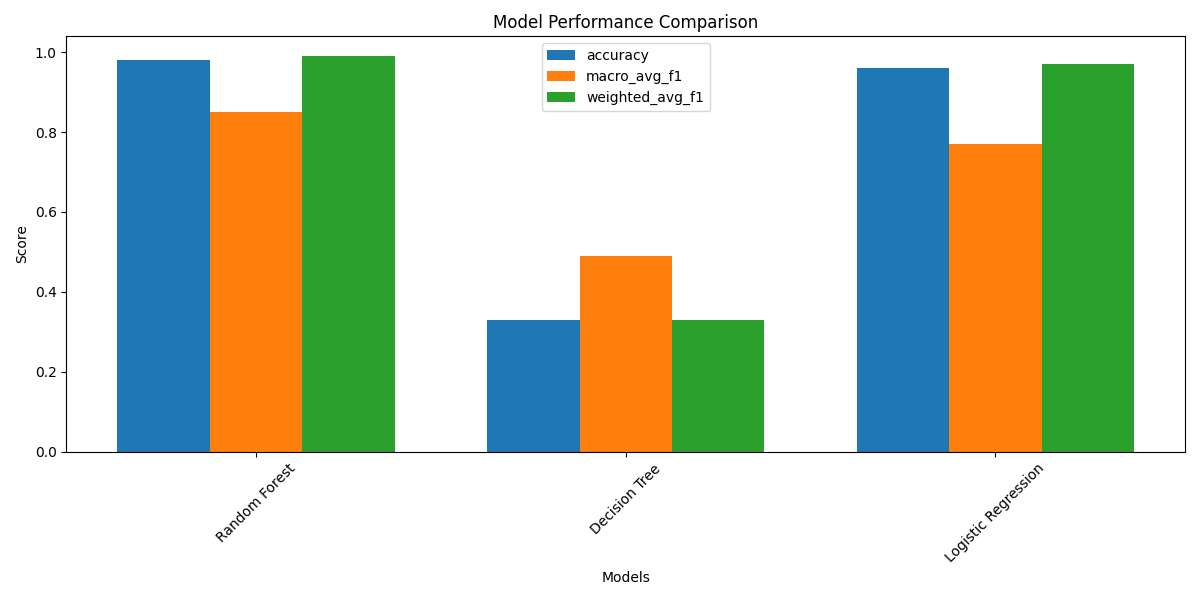 Model Performance Comparison
accuracy
macro_avg_f1
weighted_avg_f1
Score
1.0
0.8
0.6
0.4
0.2
0.0
Random Forest
Decision Tree
Logistic Regression
Models